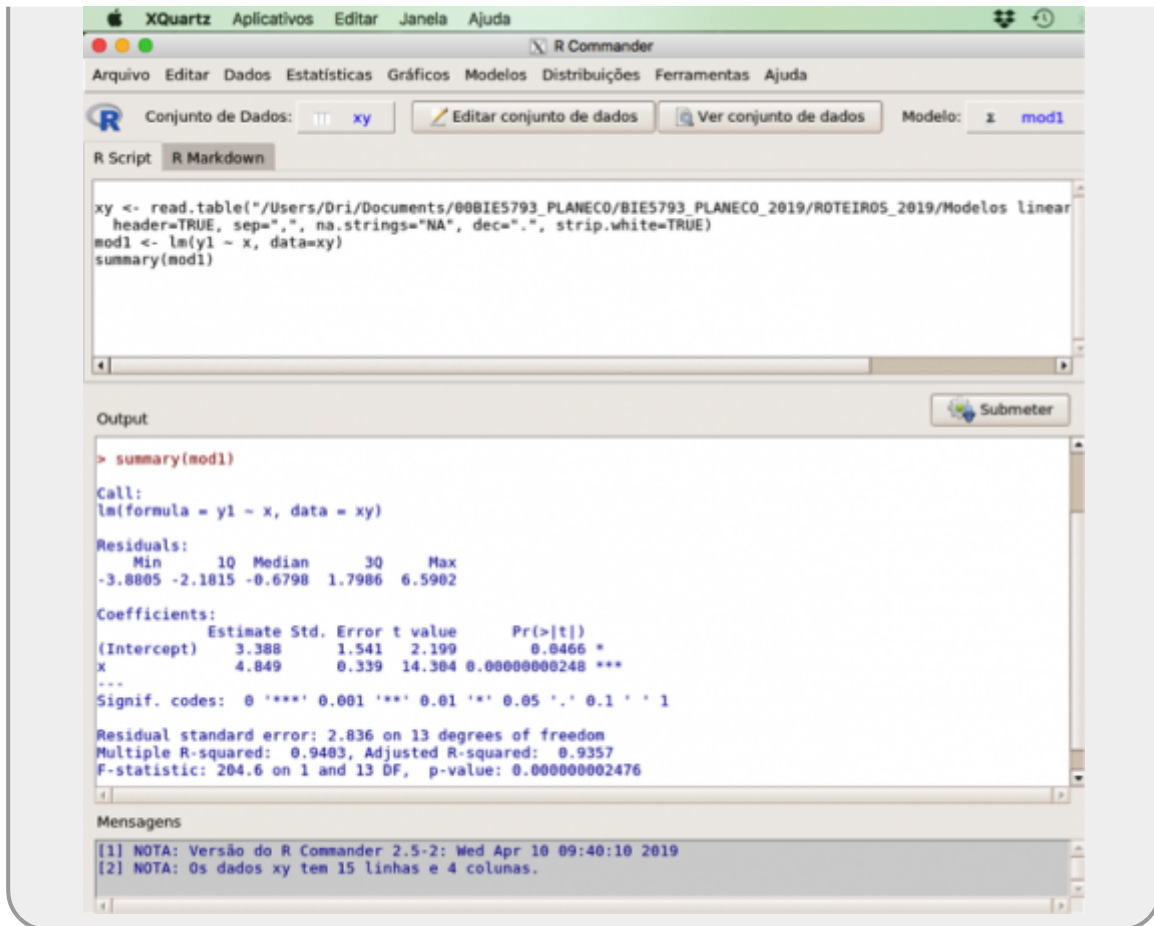 XQuartz Aplicativos Editar Janela Ajuda
R Commander
Arquivo Editar Dados Estatísticas Gráficos Modelos Distribuições Ferramentas Ajuda
R Conjunto de Dados: xy Editar conjunto de dados Ver conjunto de dados Modelo: Σ mod1
R Script R Markdown
xy <- read.table("/Users/Dri/Documents/00BIE5793_PLANECO/BIE5793_PLANECO_2019/ROTEIROS_2019/Modelos linear
header=TRUE, sep=",", na.strings="NA", dec=".", strip.white=TRUE)
mod1 <- lm(y1 ~ x, data=xy)
summary(mod1)
Output
Submeter
> summary(mod1)
Call:
lm(formula = y1 ~ x, data = xy)
Residuals:
Min 1Q Median 3Q Max
-3.8805 -2.1815 -0.6798 1.7986 6.5902
Coefficients:
Estimate Std. Error t value Pr(>|t|)
(Intercept) 3.388 1.541 2.199 0.0466 *
x 4.849 0.339 14.304 0.00000000248 ***
---
Signif. codes: 0 '***' 0.001 '**' 0.01 '*' 0.05 '.' 0.1 ' ' 1
Residual standard error: 2.836 on 13 degrees of freedom
Multiple R-squared: 0.9403, Adjusted R-squared: 0.9357
F-statistic: 204.6 on 1 and 13 DF, p-value: 0.000000002476
Mensagens
[1] NOTA: Versão do R Commander 2.5-2: Wed Apr 10 09:40:10 2019
[2] NOTA: Os dados xy tem 15 linhas e 4 colunas.